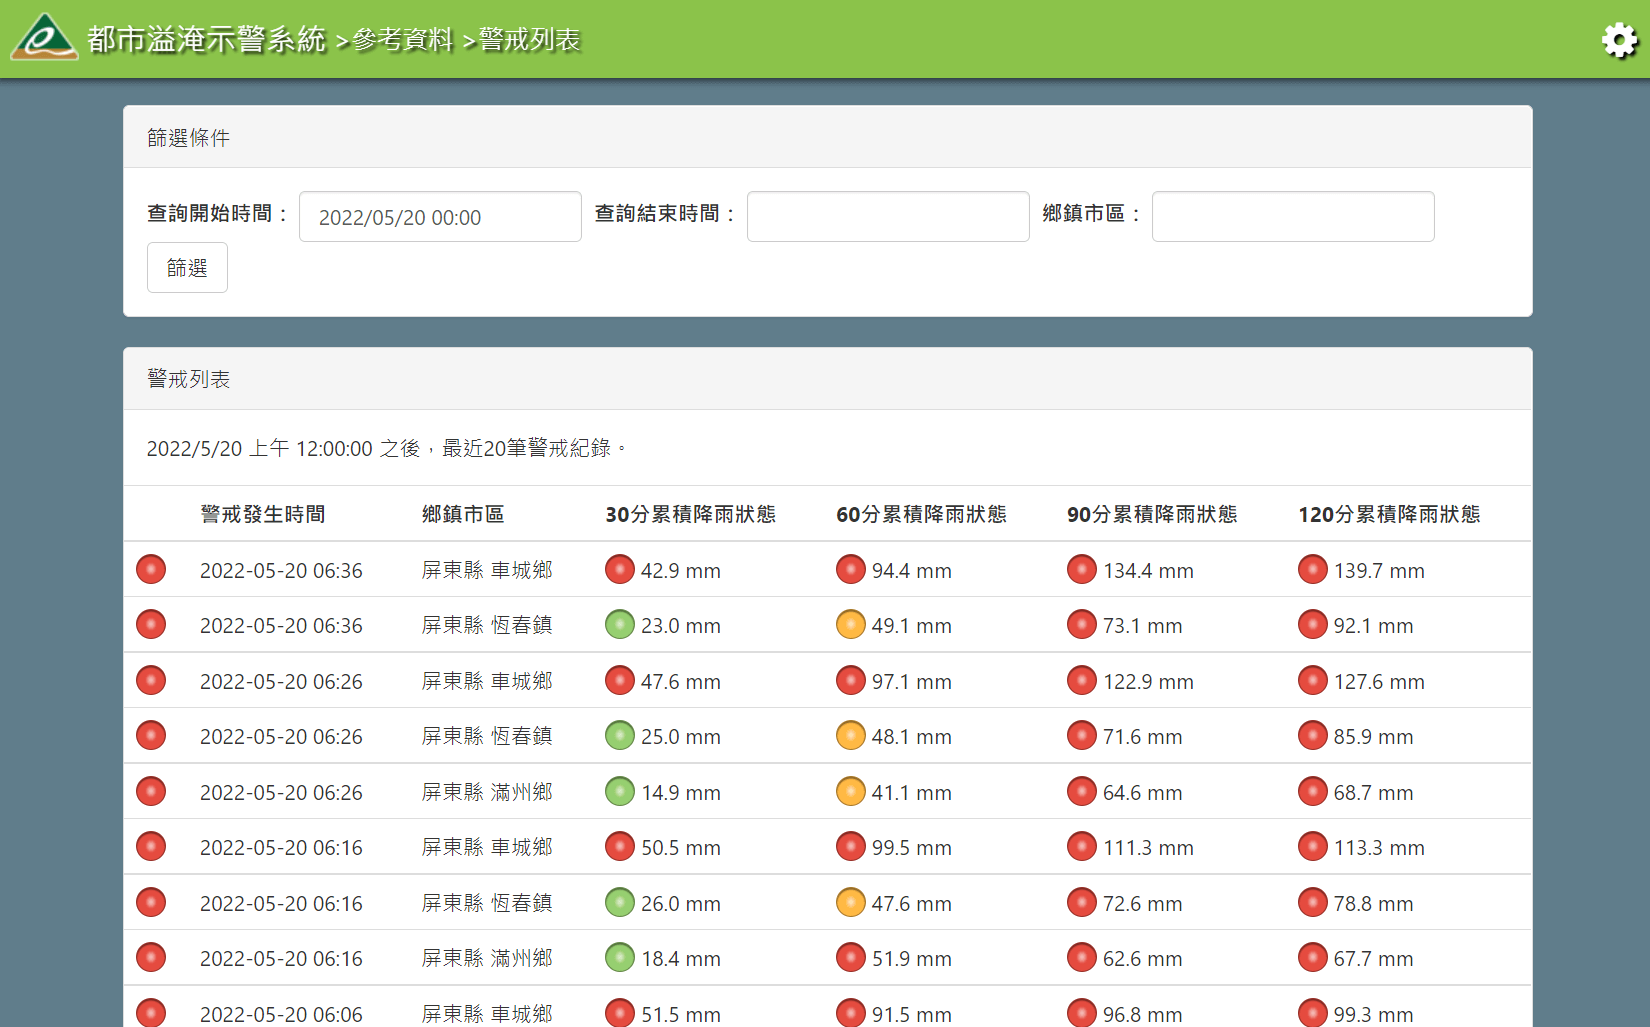 都市溢淹示警系統 >參考資料 >警戒列表
篩選條件
查詢開始時間： 2022/05/20 00:00 查詢結束時間： 鄉鎮市區：
篩選
警戒列表
2022/5/20 上午 12:00:00 之後，最近20筆警戒紀錄。
警戒發生時間 鄉鎮市區 30分累積降雨狀態 60分累積降雨狀態 90分累積降雨狀態 120分累積降雨狀態
2022-05-20 06:36 屏東縣 車城鄉 42.9 mm 94.4 mm 134.4 mm 139.7 mm
2022-05-20 06:36 屏東縣 恆春鎮 23.0 mm 49.1 mm 73.1 mm 92.1 mm
2022-05-20 06:26 屏東縣 車城鄉 47.6 mm 97.1 mm 122.9 mm 127.6 mm
2022-05-20 06:26 屏東縣 恆春鎮 25.0 mm 48.1 mm 71.6 mm 85.9 mm
2022-05-20 06:26 屏東縣 滿州鄉 14.9 mm 41.1 mm 64.6 mm 68.7 mm
2022-05-20 06:16 屏東縣 車城鄉 50.5 mm 99.5 mm 111.3 mm 113.3 mm
2022-05-20 06:16 屏東縣 恆春鎮 26.0 mm 47.6 mm 72.6 mm 78.8 mm
2022-05-20 06:16 屏東縣 滿州鄉 18.4 mm 51.9 mm 62.6 mm 67.7 mm
2022-05-20 06:06 屏東縣 車城鄉 51.5 mm 91.5 mm 96.8 mm 99.3 mm